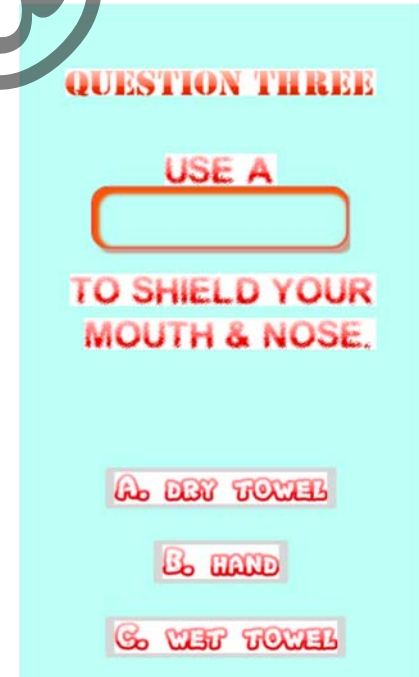 QUESTION THREE
USE A
TO SHIELD YOUR
MOUTH & NOSE.
A. DRY TOWEL
B. HAND
C. WET TOWEL